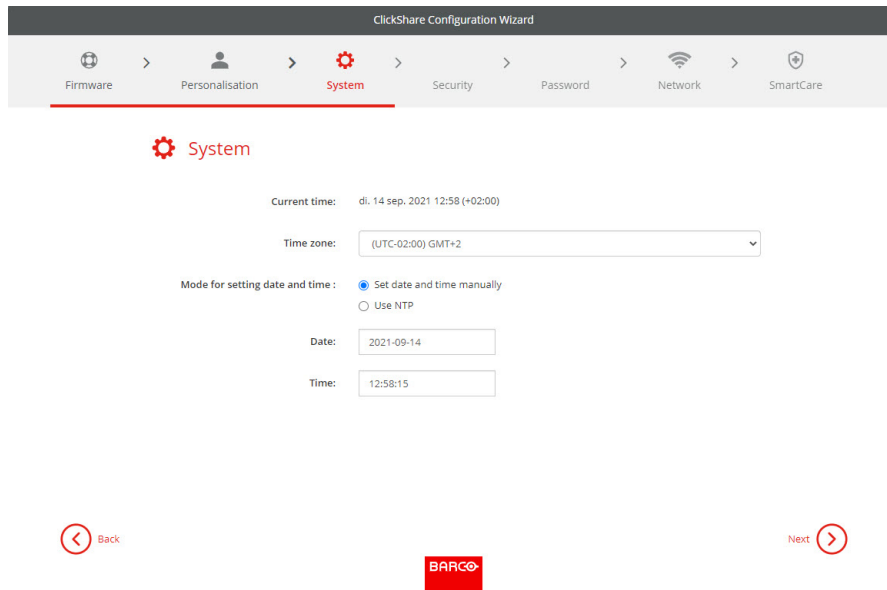 ClickShare Configuration Wizard
Firmware > Personalisation > System > Security > Password > Network > SmartCare
System
Current time: di. 14 sep. 2021 12:58 (+02:00)
Time zone: (UTC-02:00) GMT+2
Mode for setting date and time : Set date and time manually
Use NTP
Date: 2021-09-14
Time: 12:58:15
Back Next
BARCO